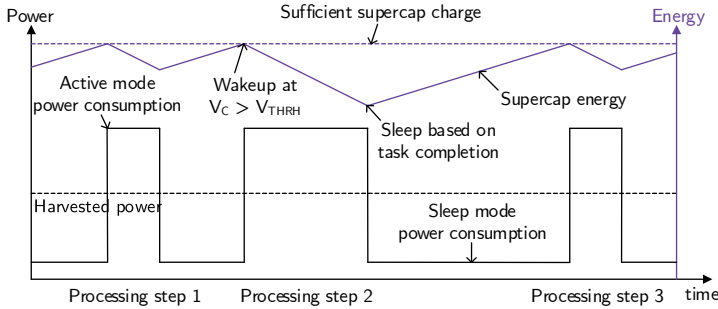 Sufficient supercap charge
Power
Energy
Active mode
power consumption
Wakeup at
V_C > V_THRH
Supercap energy
Sleep based on
task completion
Harvested power
Sleep mode
power consumption
Processing step 1
Processing step 2
Processing step 3
time